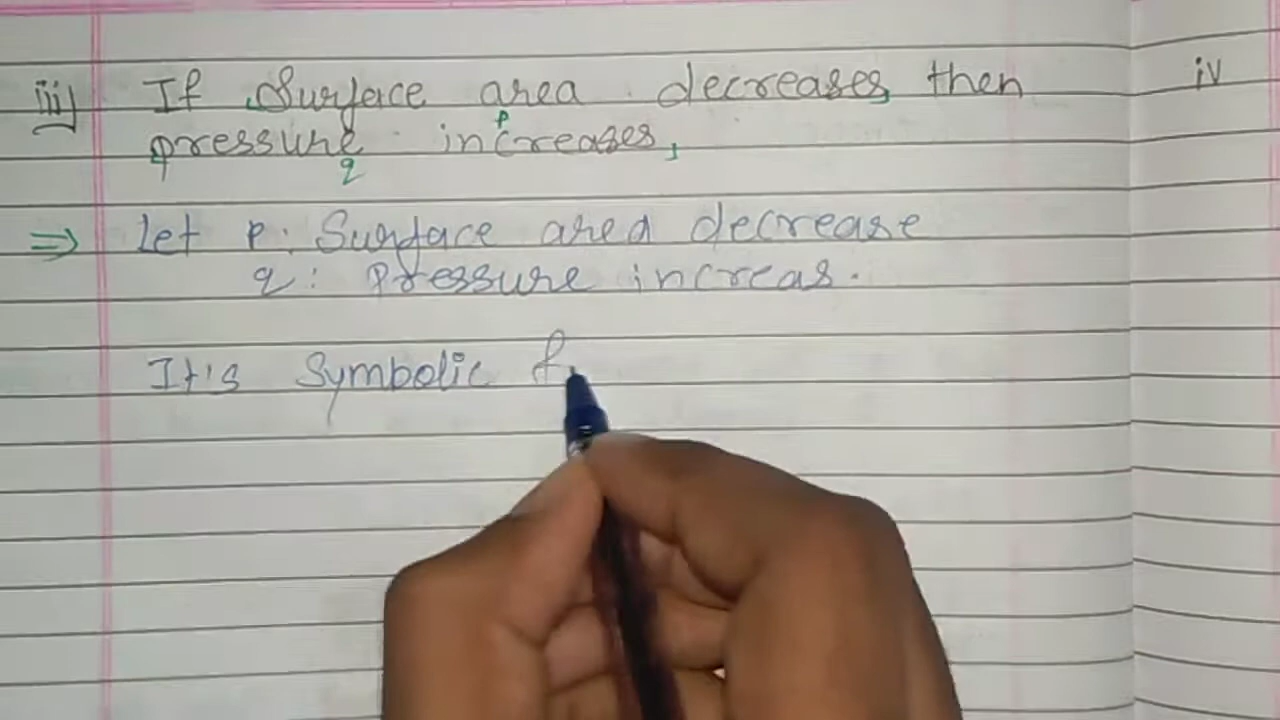 iii) If Surface area decreases then
p
pressure increases,
q
⇒ Let p: Surface area decrease
q: Pressure increas.
It's Symbolic f
iv